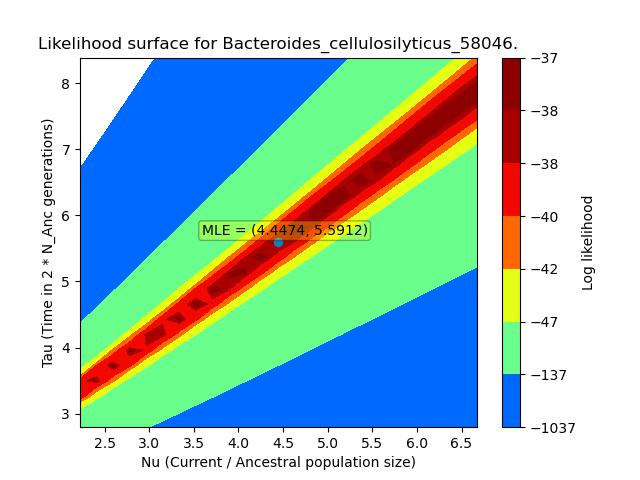 Likelihood surface for Bacteroides_cellulosilyticus_58046.
Tau (Time in 2 * N_Anc generations)
8
7
6
5
4
3
MLE = (4.4474, 5.5912)
2.5 3.0 3.5 4.0 4.5 5.0 5.5 6.0 6.5
Nu (Current / Ancestral population size)
−37
−38
−38
−40
−42
−47
−137
−1037
Log likelihood